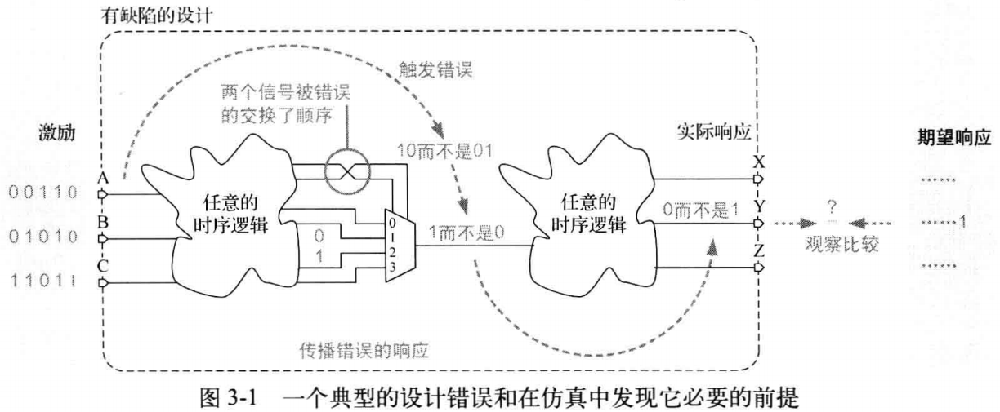 有缺陷的设计
触发错误
两个信号被错误
的交换了顺序
激励
实际响应
期望响应
10而不是01
A
00110
B
01010
C
11011
任意的
时序逻辑
0
1
0
1
2
3
1而不是0
任意的
时序逻辑
0而不是1
X
Y
Z
?
观察比较
......
......1
......
传播错误的响应
图 3-1 一个典型的设计错误和在仿真中发现它必要的前提